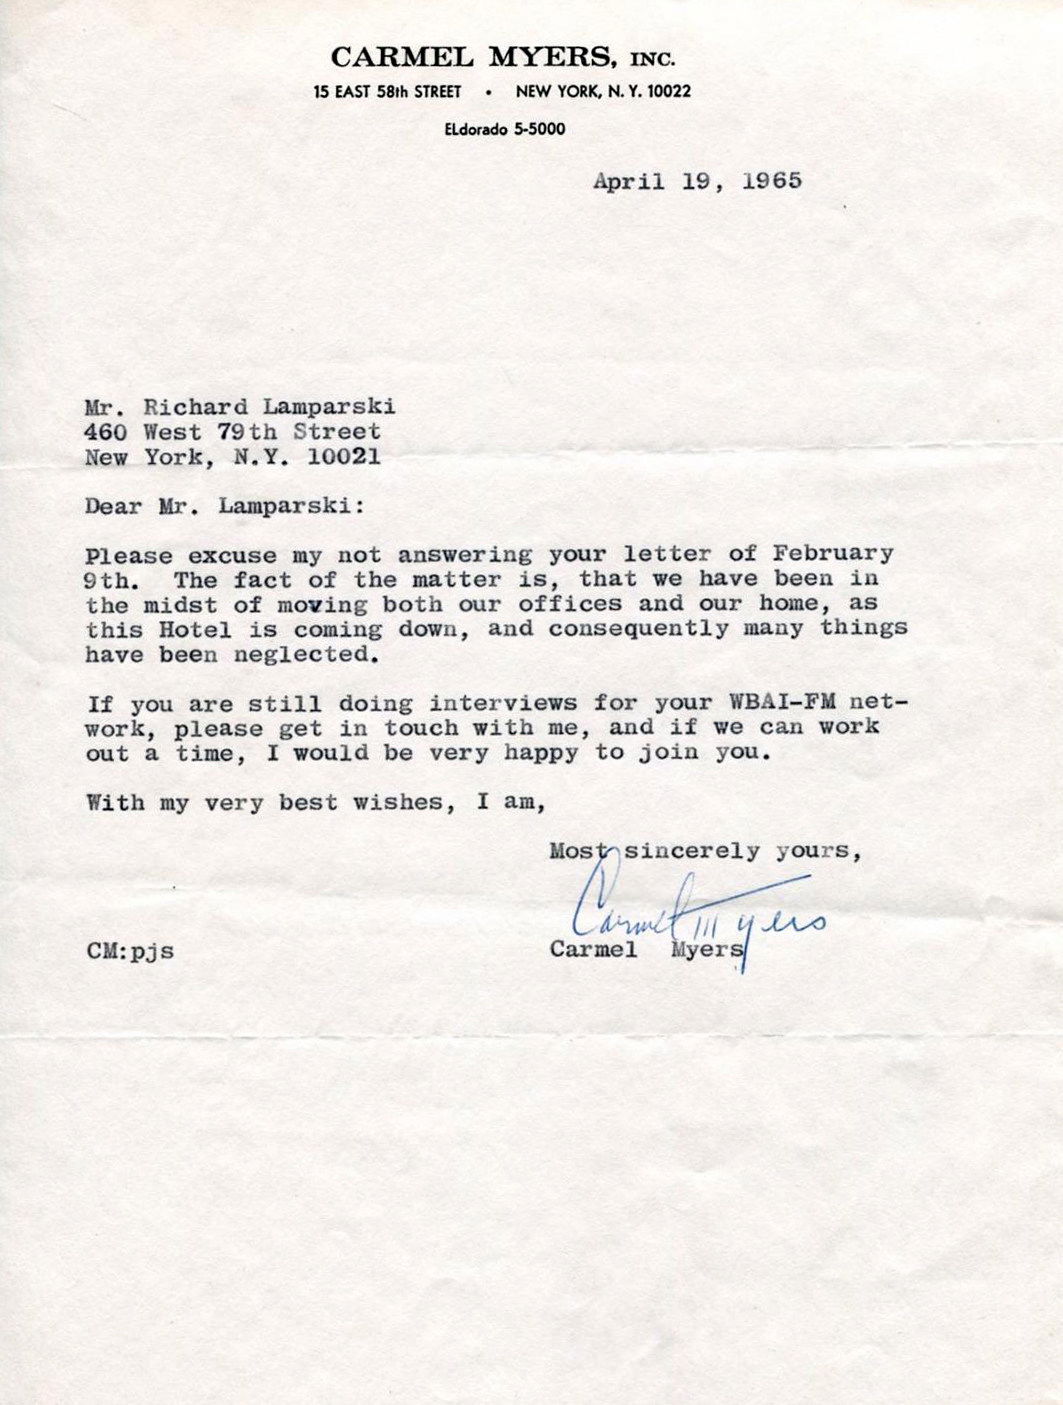 CARMEL MYERS, INC.
15 EAST 58th STREET • NEW YORK, N. Y. 10022
ELdorado 5-5000
April 19, 1965
Mr. Richard Lamparski
460 West 79th Street
New York, N.Y. 10021
Dear Mr. Lamparski:
Please excuse my not answering your letter of February
9th. The fact of the matter is, that we have been in
the midst of moving both our offices and our home, as
this Hotel is coming down, and consequently many things
have been neglected.
If you are still doing interviews for your WBAI-FM net-
work, please get in touch with me, and if we can work
out a time, I would be very happy to join you.
With my very best wishes, I am,
Most sincerely yours,
Carmel Myers
CM:pjs Carmel Myers